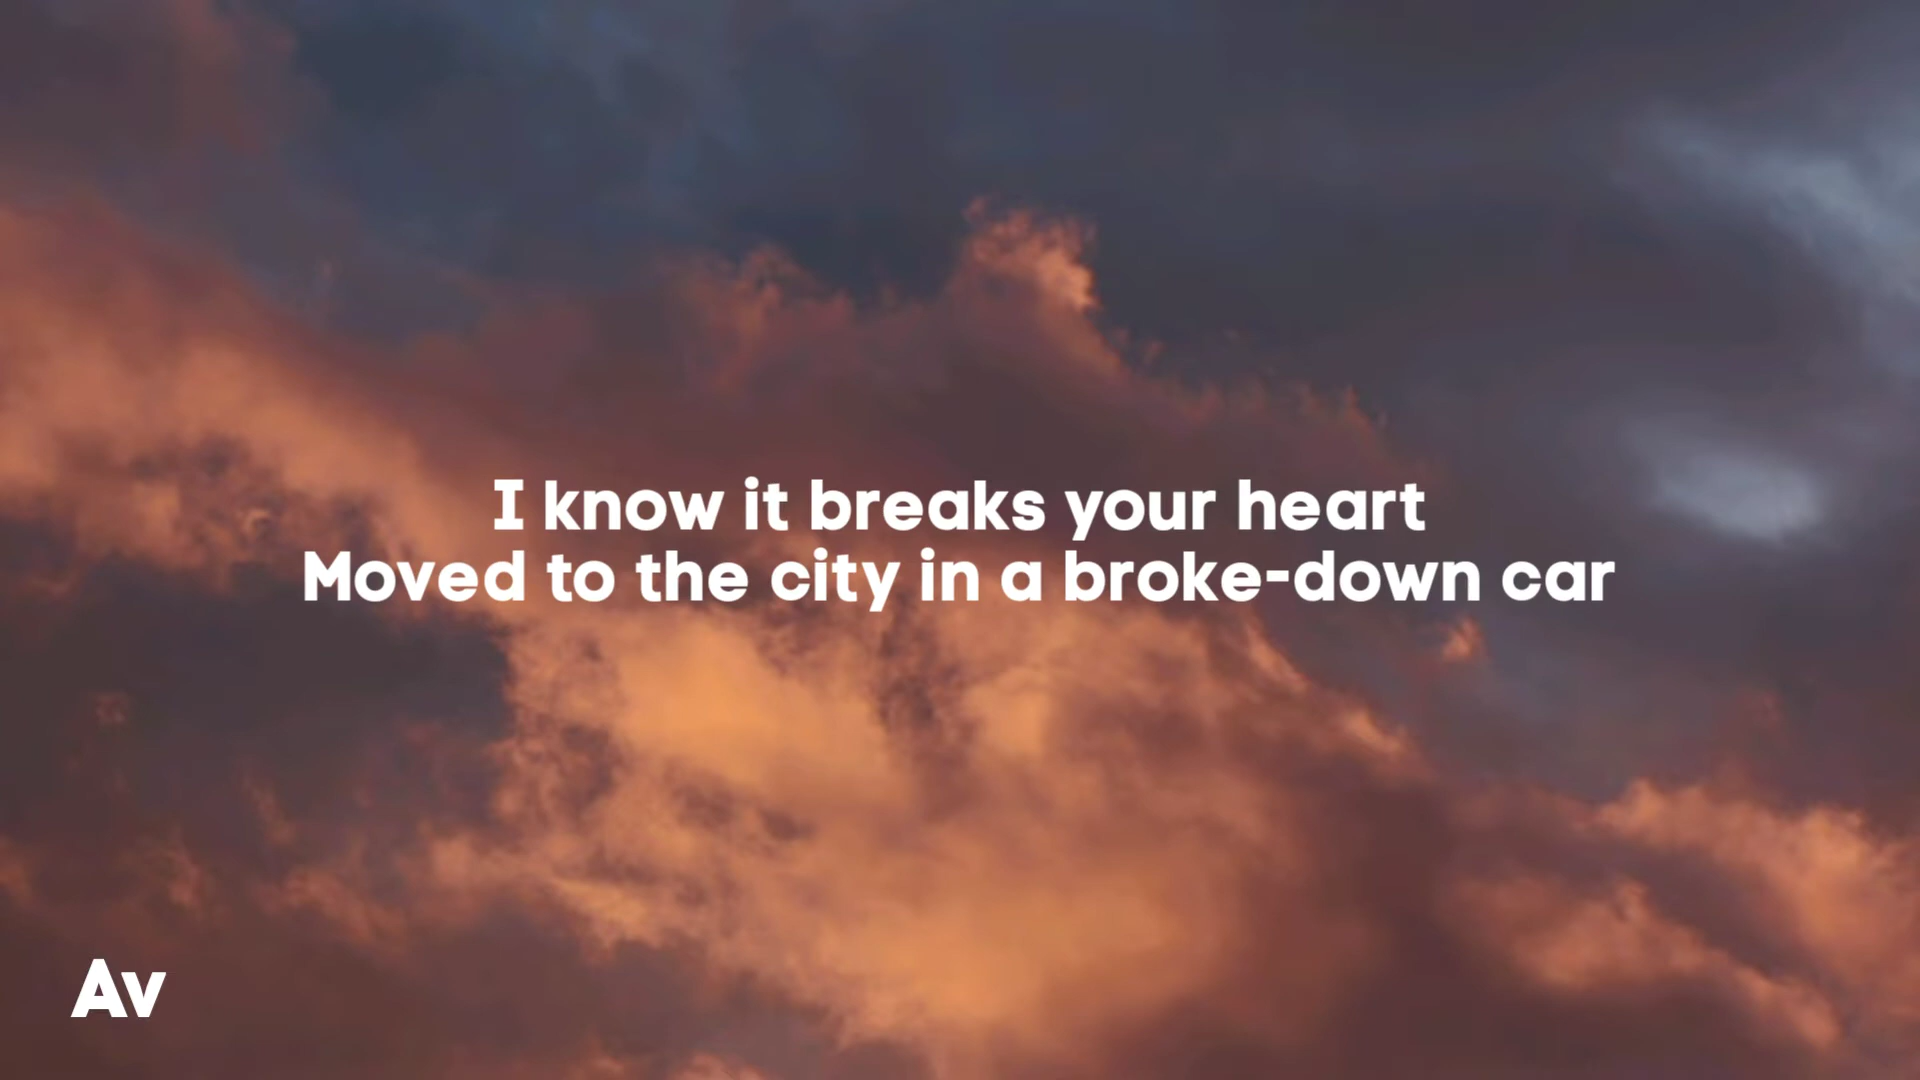 I know it breaks your heart
Moved to the city in a broke-down car
Av